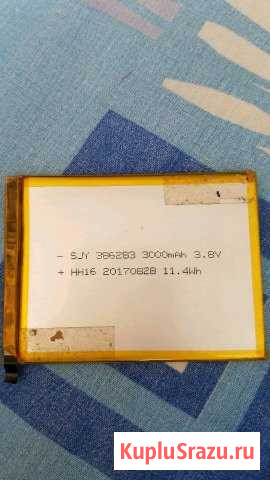 - SJY 386283 3000mAh 3.8V
+ HH16 20170828 11.4Wh
KupluSrazu.ru